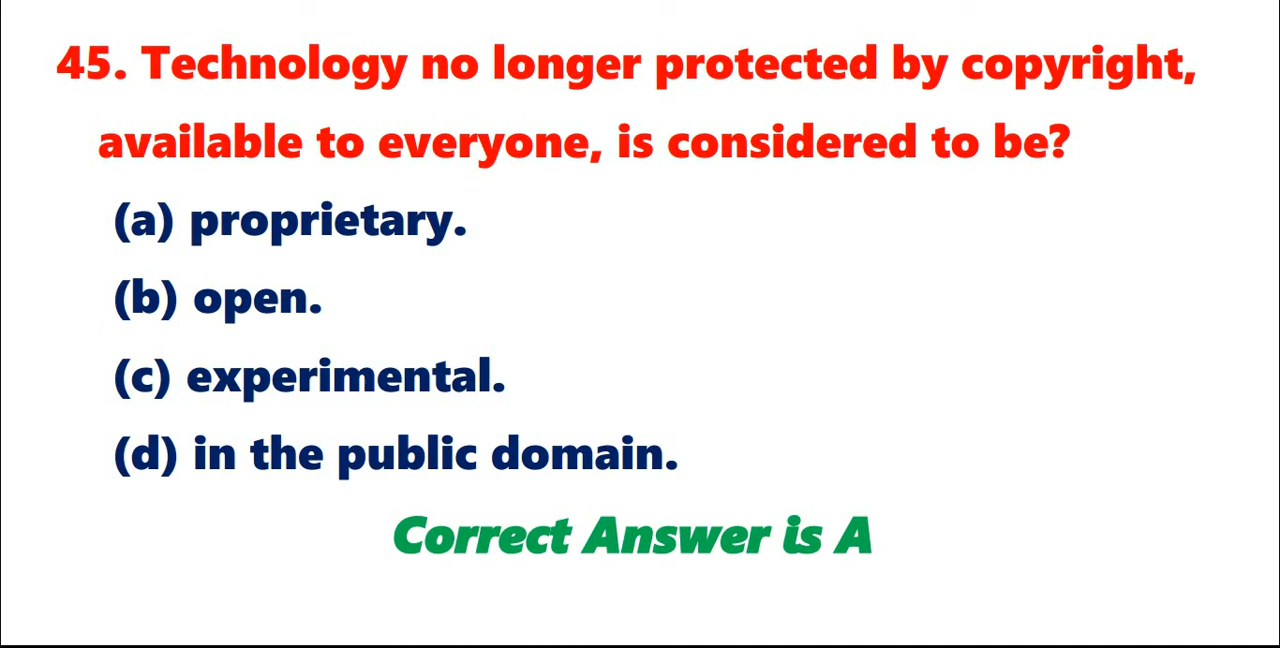 45. Technology no longer protected by copyright,
available to everyone, is considered to be?
(a) proprietary.
(b) open.
(c) experimental.
(d) in the public domain.
Correct Answer is A